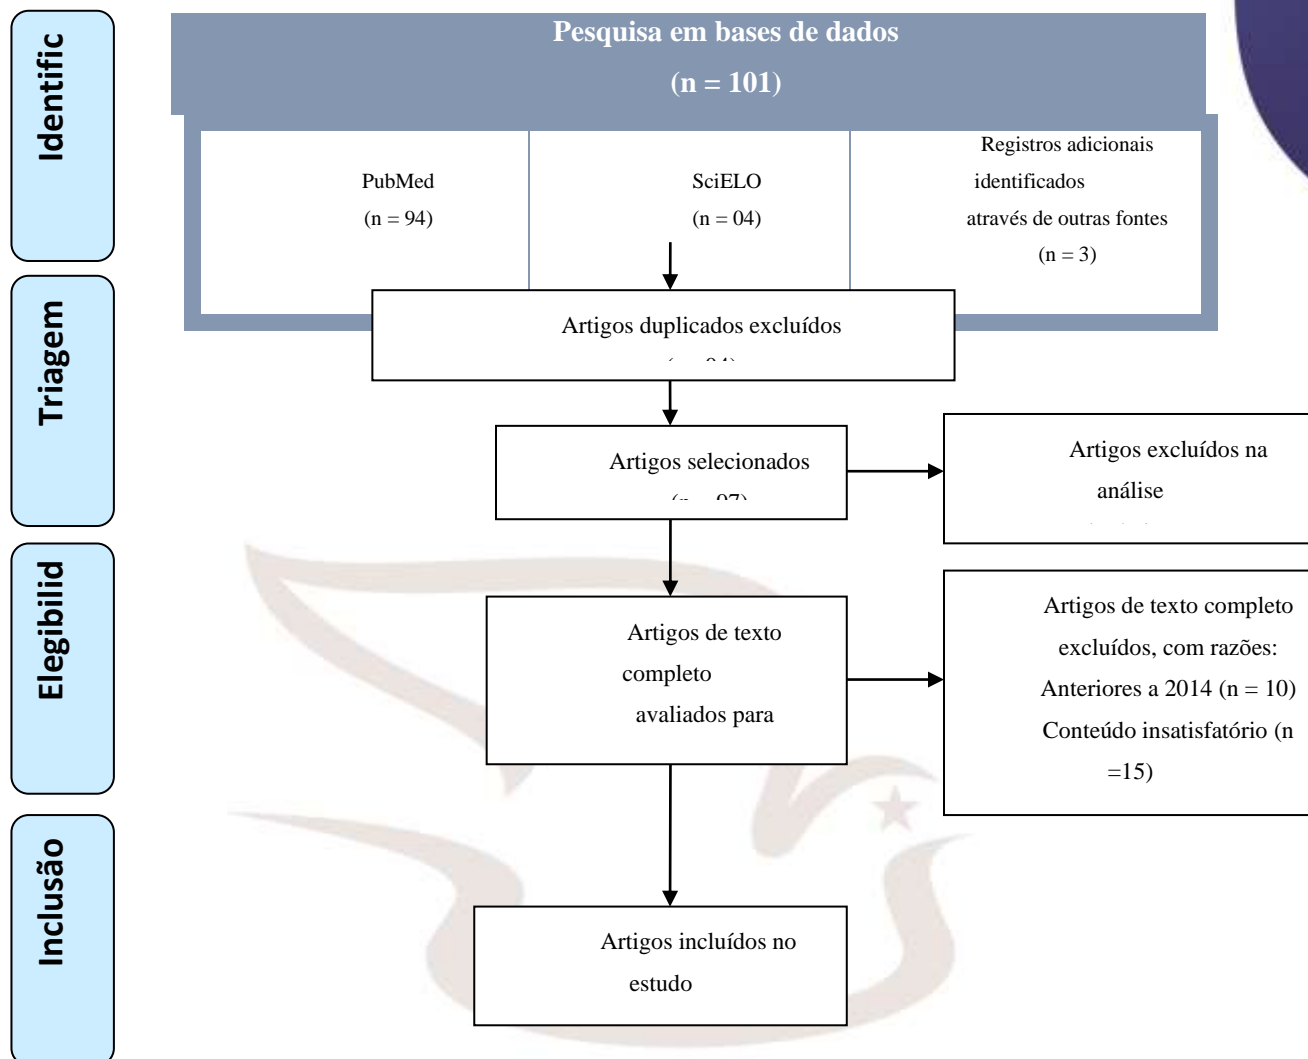 Identific
Pesquisa em bases de dados
(n = 101)
PubMed
(n = 94)
SciELO
(n = 04)
Registros adicionais
identificados
através de outras fontes
(n = 3)
Triagem
Artigos duplicados excluídos
Artigos selecionados
Artigos excluídos na
análise
Elegibilid
Artigos de texto
completo
avaliados para
Artigos de texto completo
excluídos, com razões:
Anteriores a 2014 (n = 10)
Conteúdo insatisfatório (n
=15)
Inclusão
Artigos incluídos no
estudo